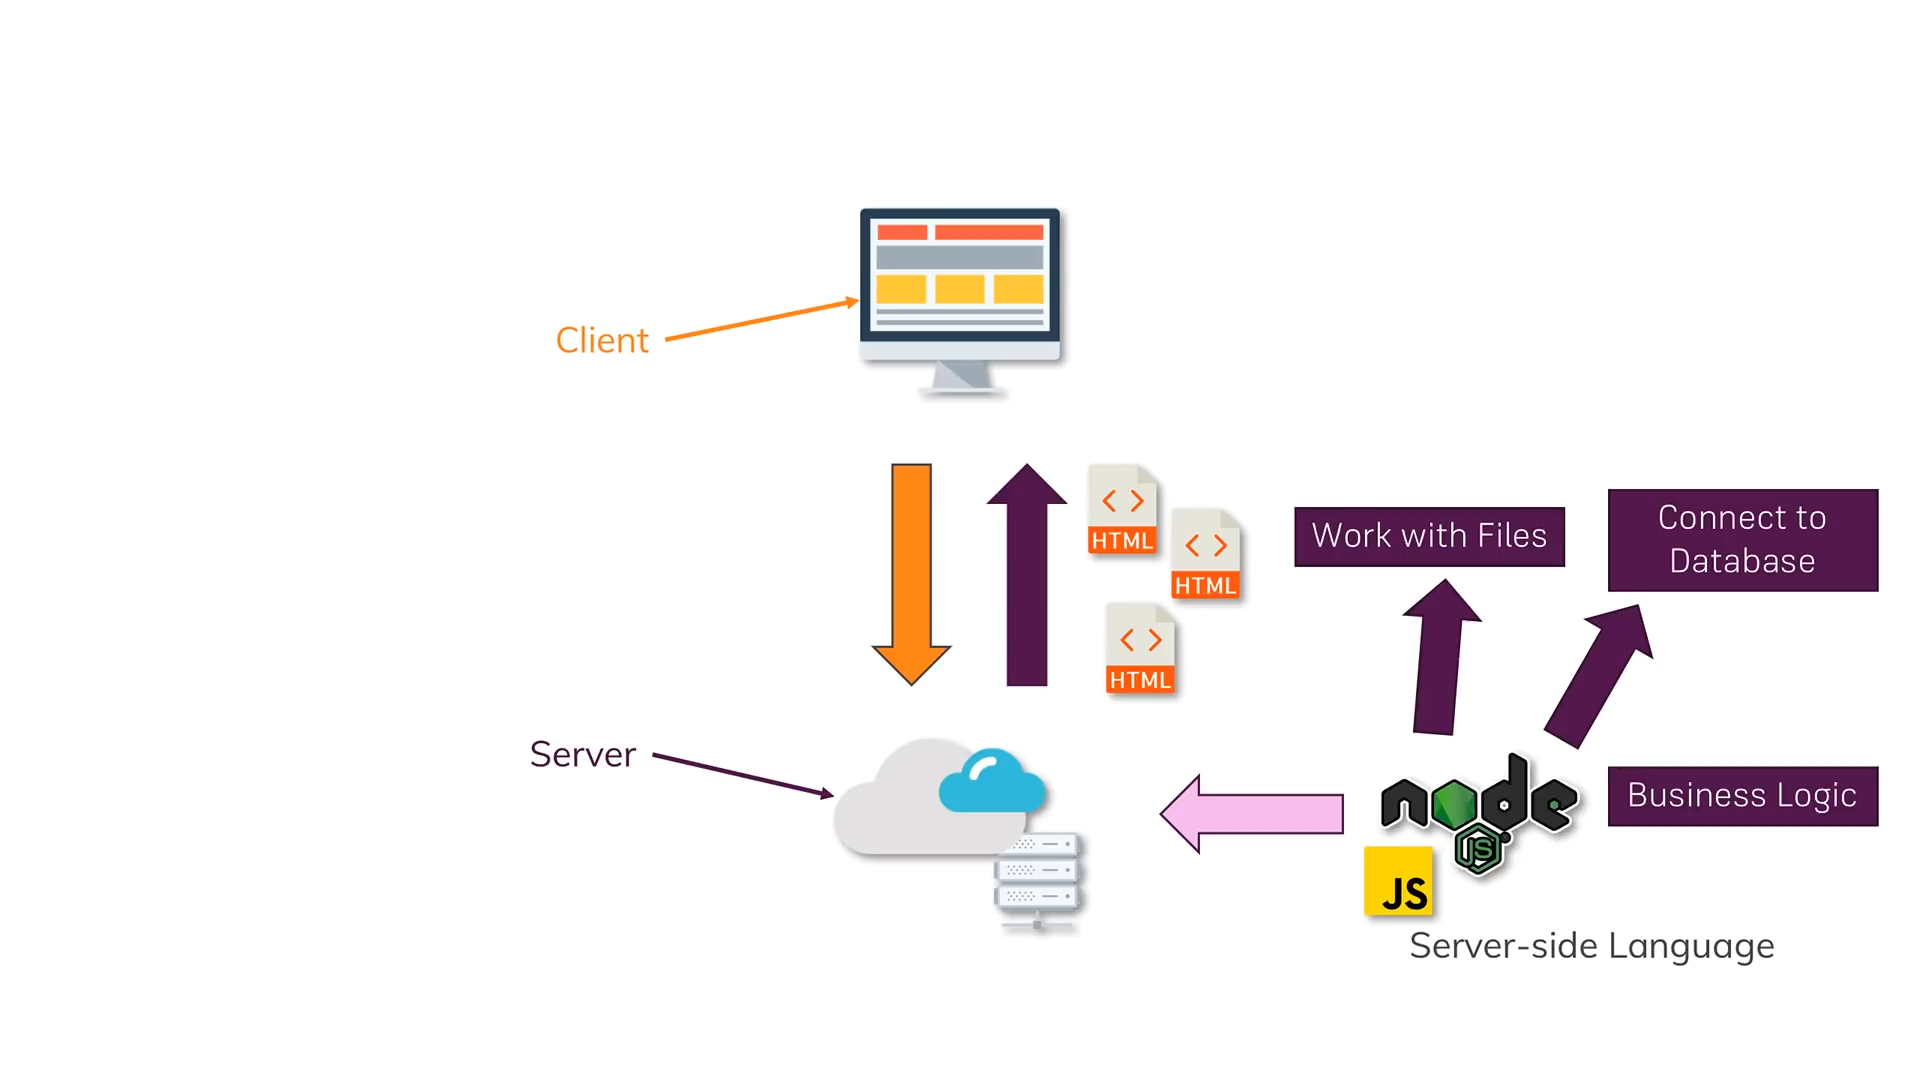 Client
HTML
HTML
HTML
Work with Files
Connect to
Database
Server
node
JS
Business Logic
JS
Server-side Language